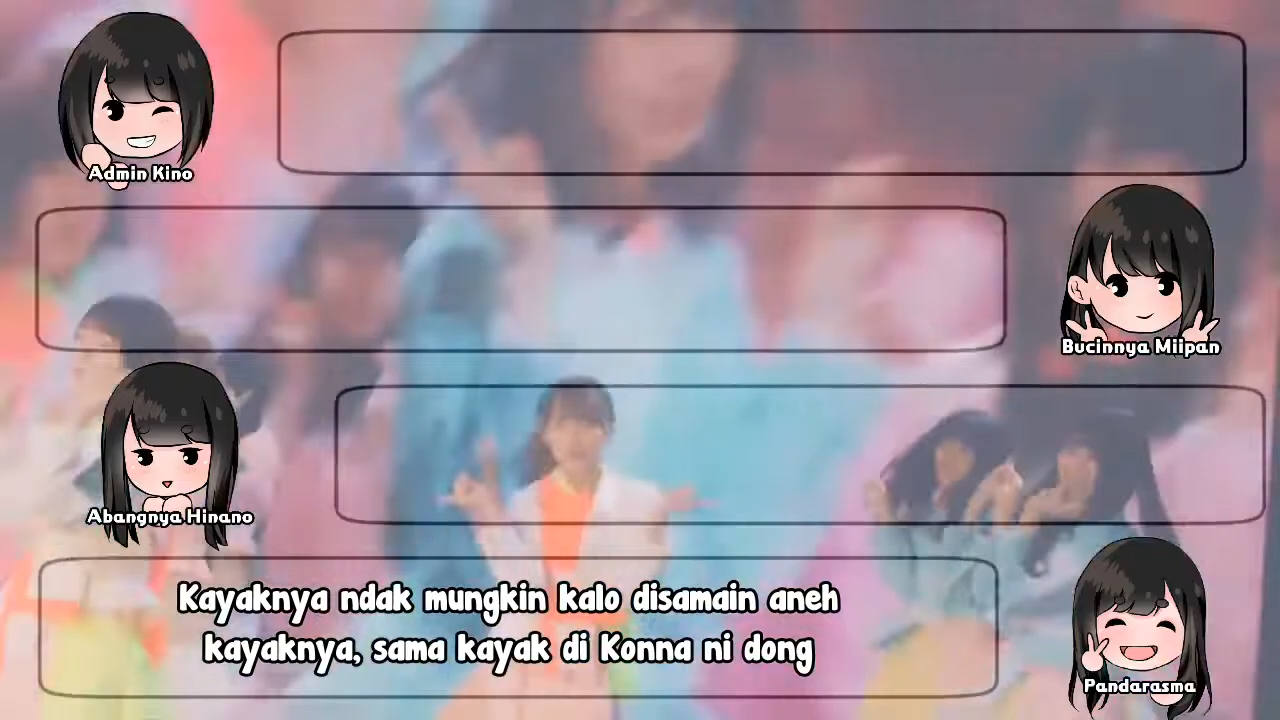 Admin Kino
Bucinnya Miipan
Abangnya Hinano
Kayaknya ndak mungkin kalo disamain aneh
kayaknya, sama kayak di Konna ni dong
Pandarasma